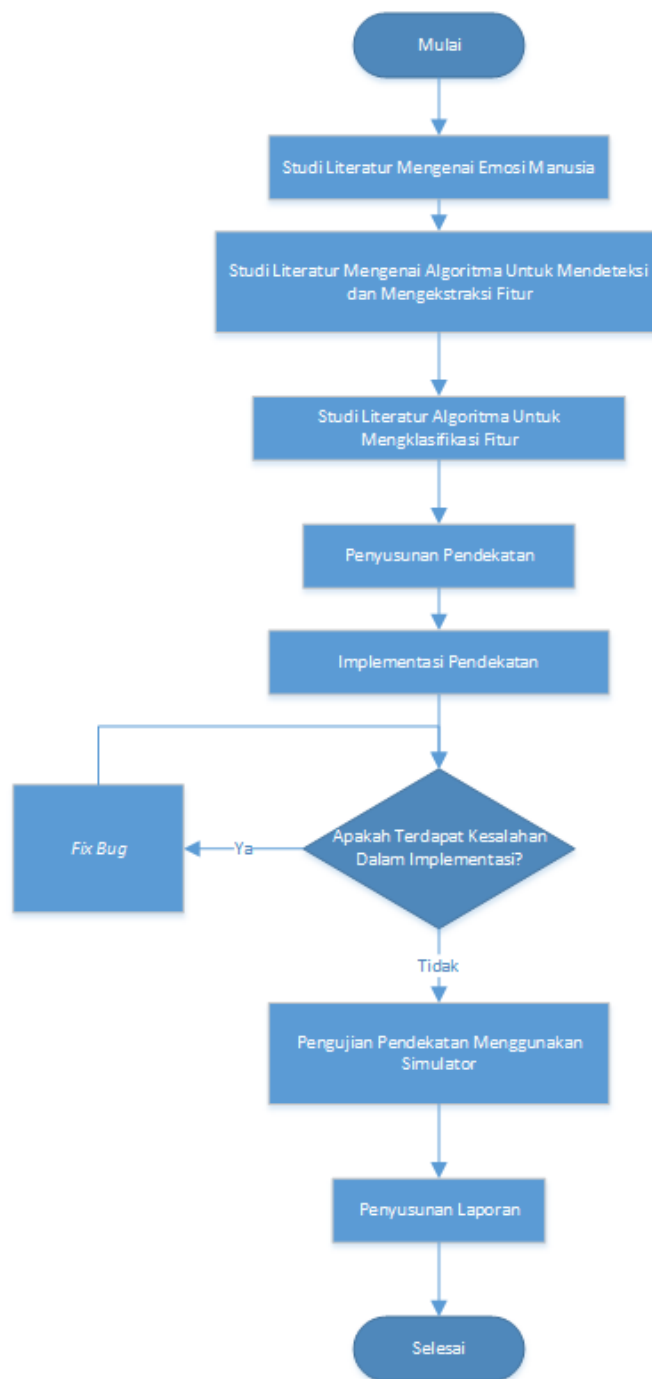 Mulai
Studi Literatur Mengenai Emosi Manusia
Studi Literatur Mengenai Algoritma Untuk Mendeteksi
dan Mengekstraksi Fitur
Studi Literatur Algoritma Untuk
Mengklasifikasi Fitur
Penyusunan Pendekatan
Implementasi Pendekatan
Apakah Terdapat Kesalahan
Dalam Implementasi?
Ya
Fix Bug
Tidak
Pengujian Pendekatan Menggunakan
Simulator
Penyusunan Laporan
Selesai